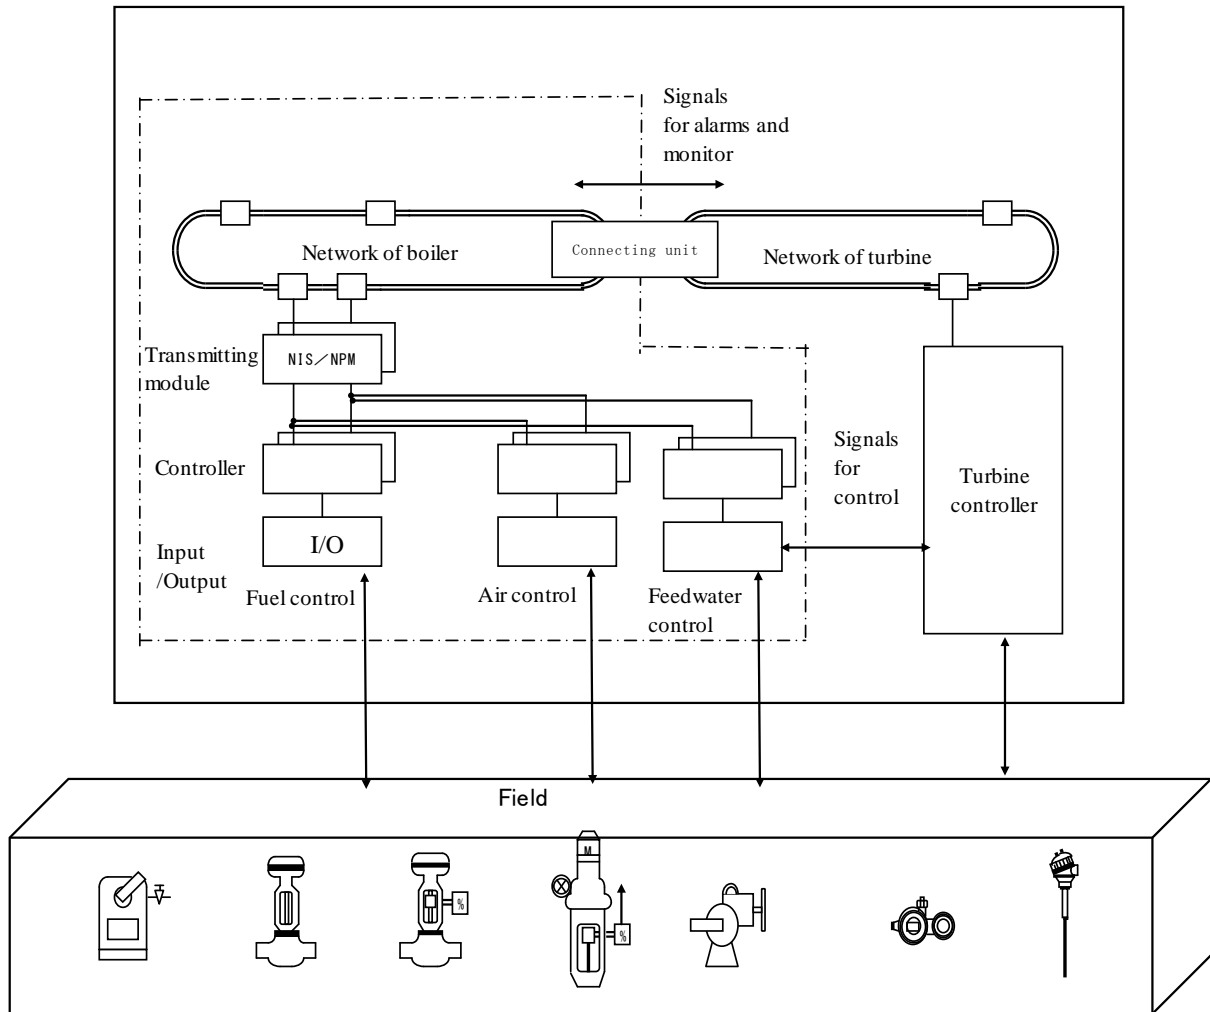 Signals
for alarms and
monitor
Network of boiler
Connecting unit
Network of turbine
Transmitting
module
NIS／NPM
Controller
Signals
for
control
Turbine
controller
Input
/Output
I/O
Fuel control
Air control
Feedwater
control
Field
M
%
%